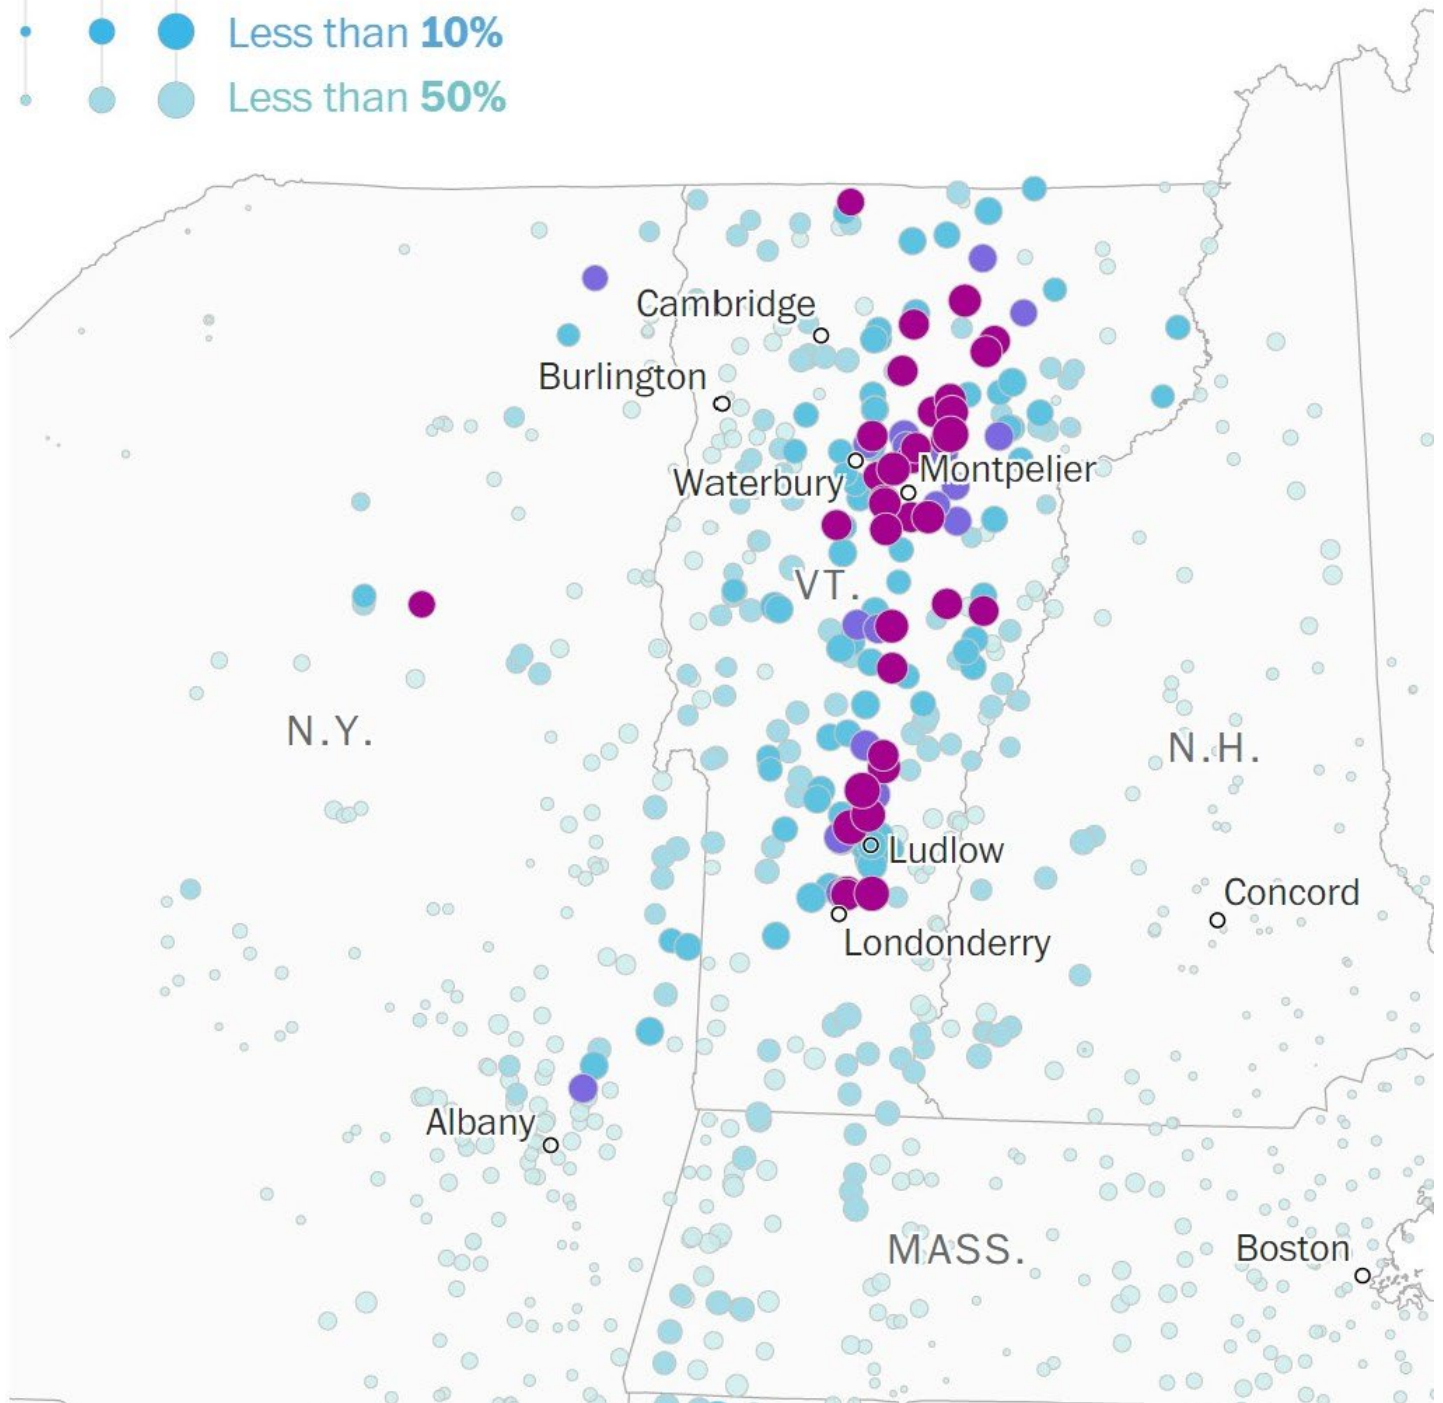 Less than 10%
Less than 50%
Cambridge
Burlington
Waterbury
Montpelier
VT.
N.Y.
N.H.
Ludlow
Concord
Londonderry
Albany
MASS.
Boston